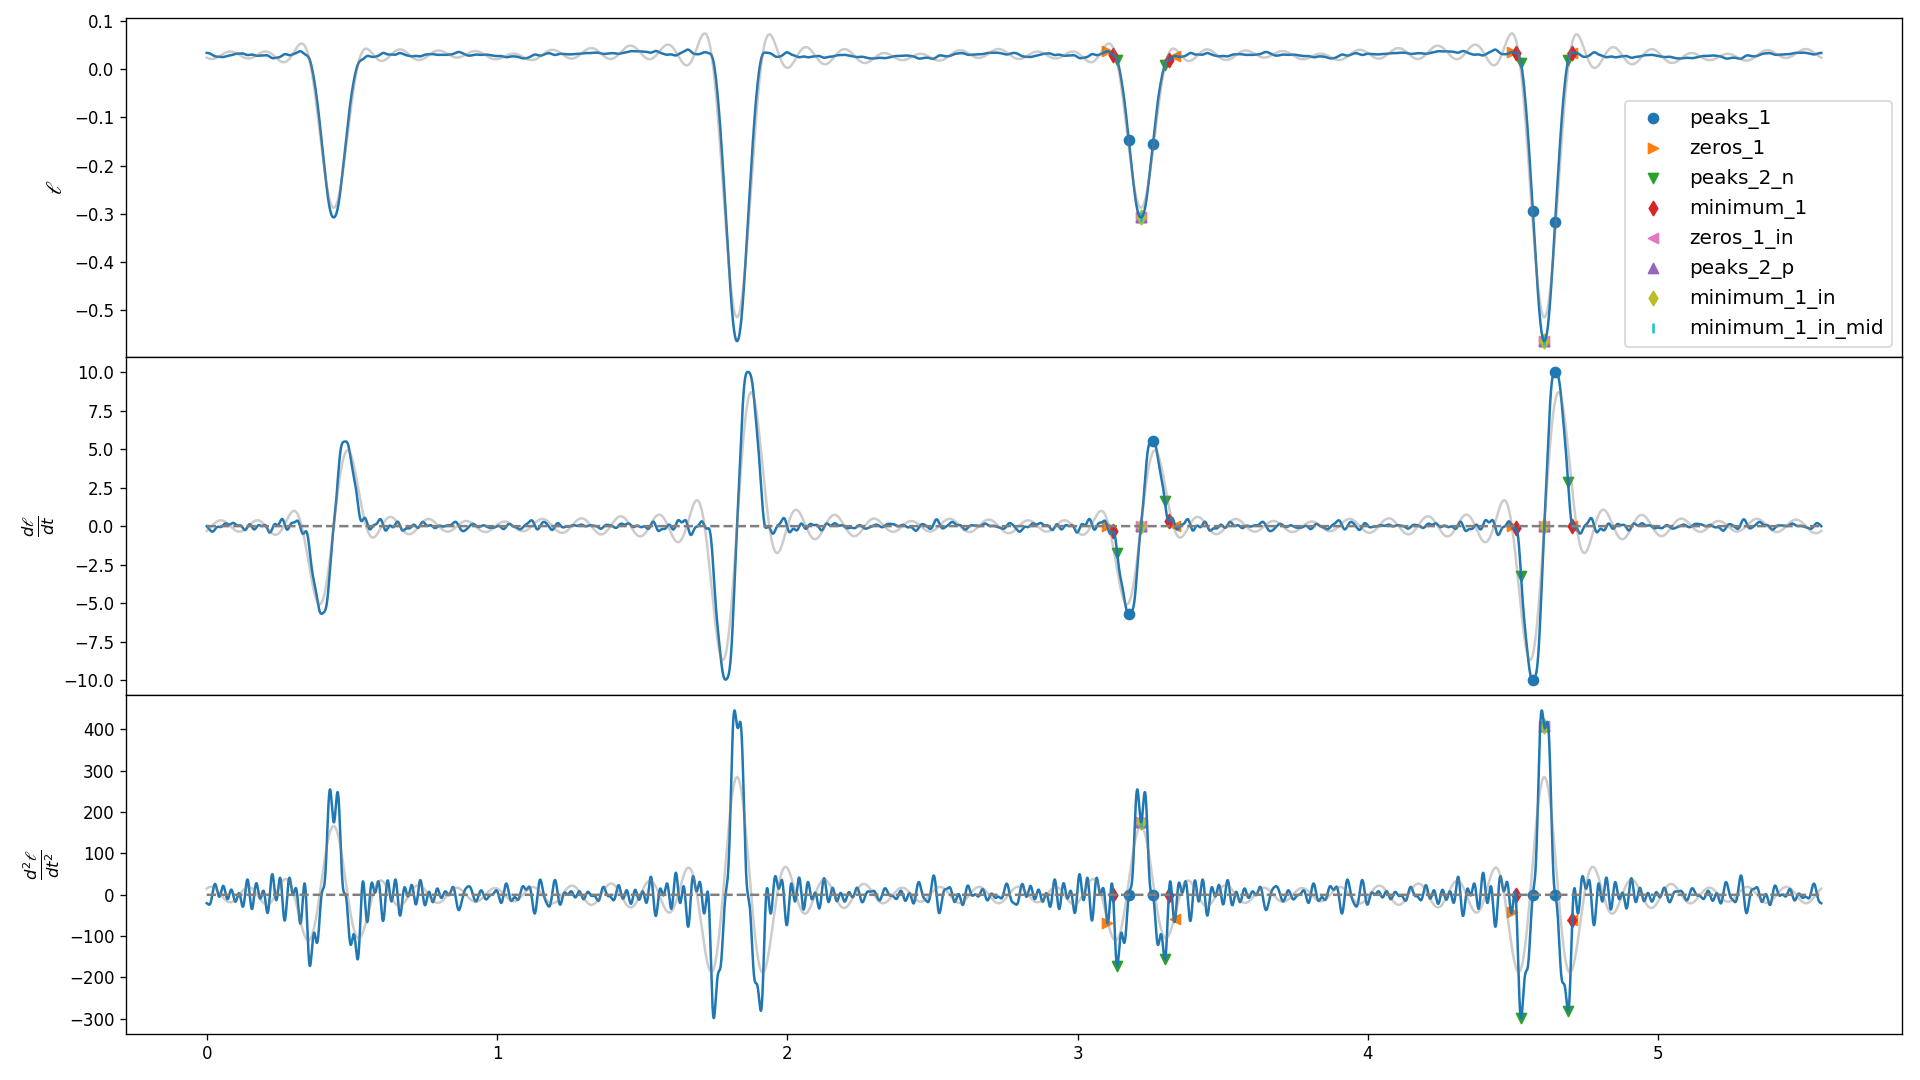 0.1
0.0
−0.1
−0.2
−0.3
−0.4
−0.5
ℓ
peaks_1
zeros_1
peaks_2_n
minimum_1
zeros_1_in
peaks_2_p
minimum_1_in
minimum_1_in_mid
10.0
7.5
5.0
2.5
0.0
−2.5
−5.0
−7.5
−10.0
dℓ/dt
400
300
200
100
0
−100
−200
−300
d²ℓ/dt²
0 1 2 3 4 5